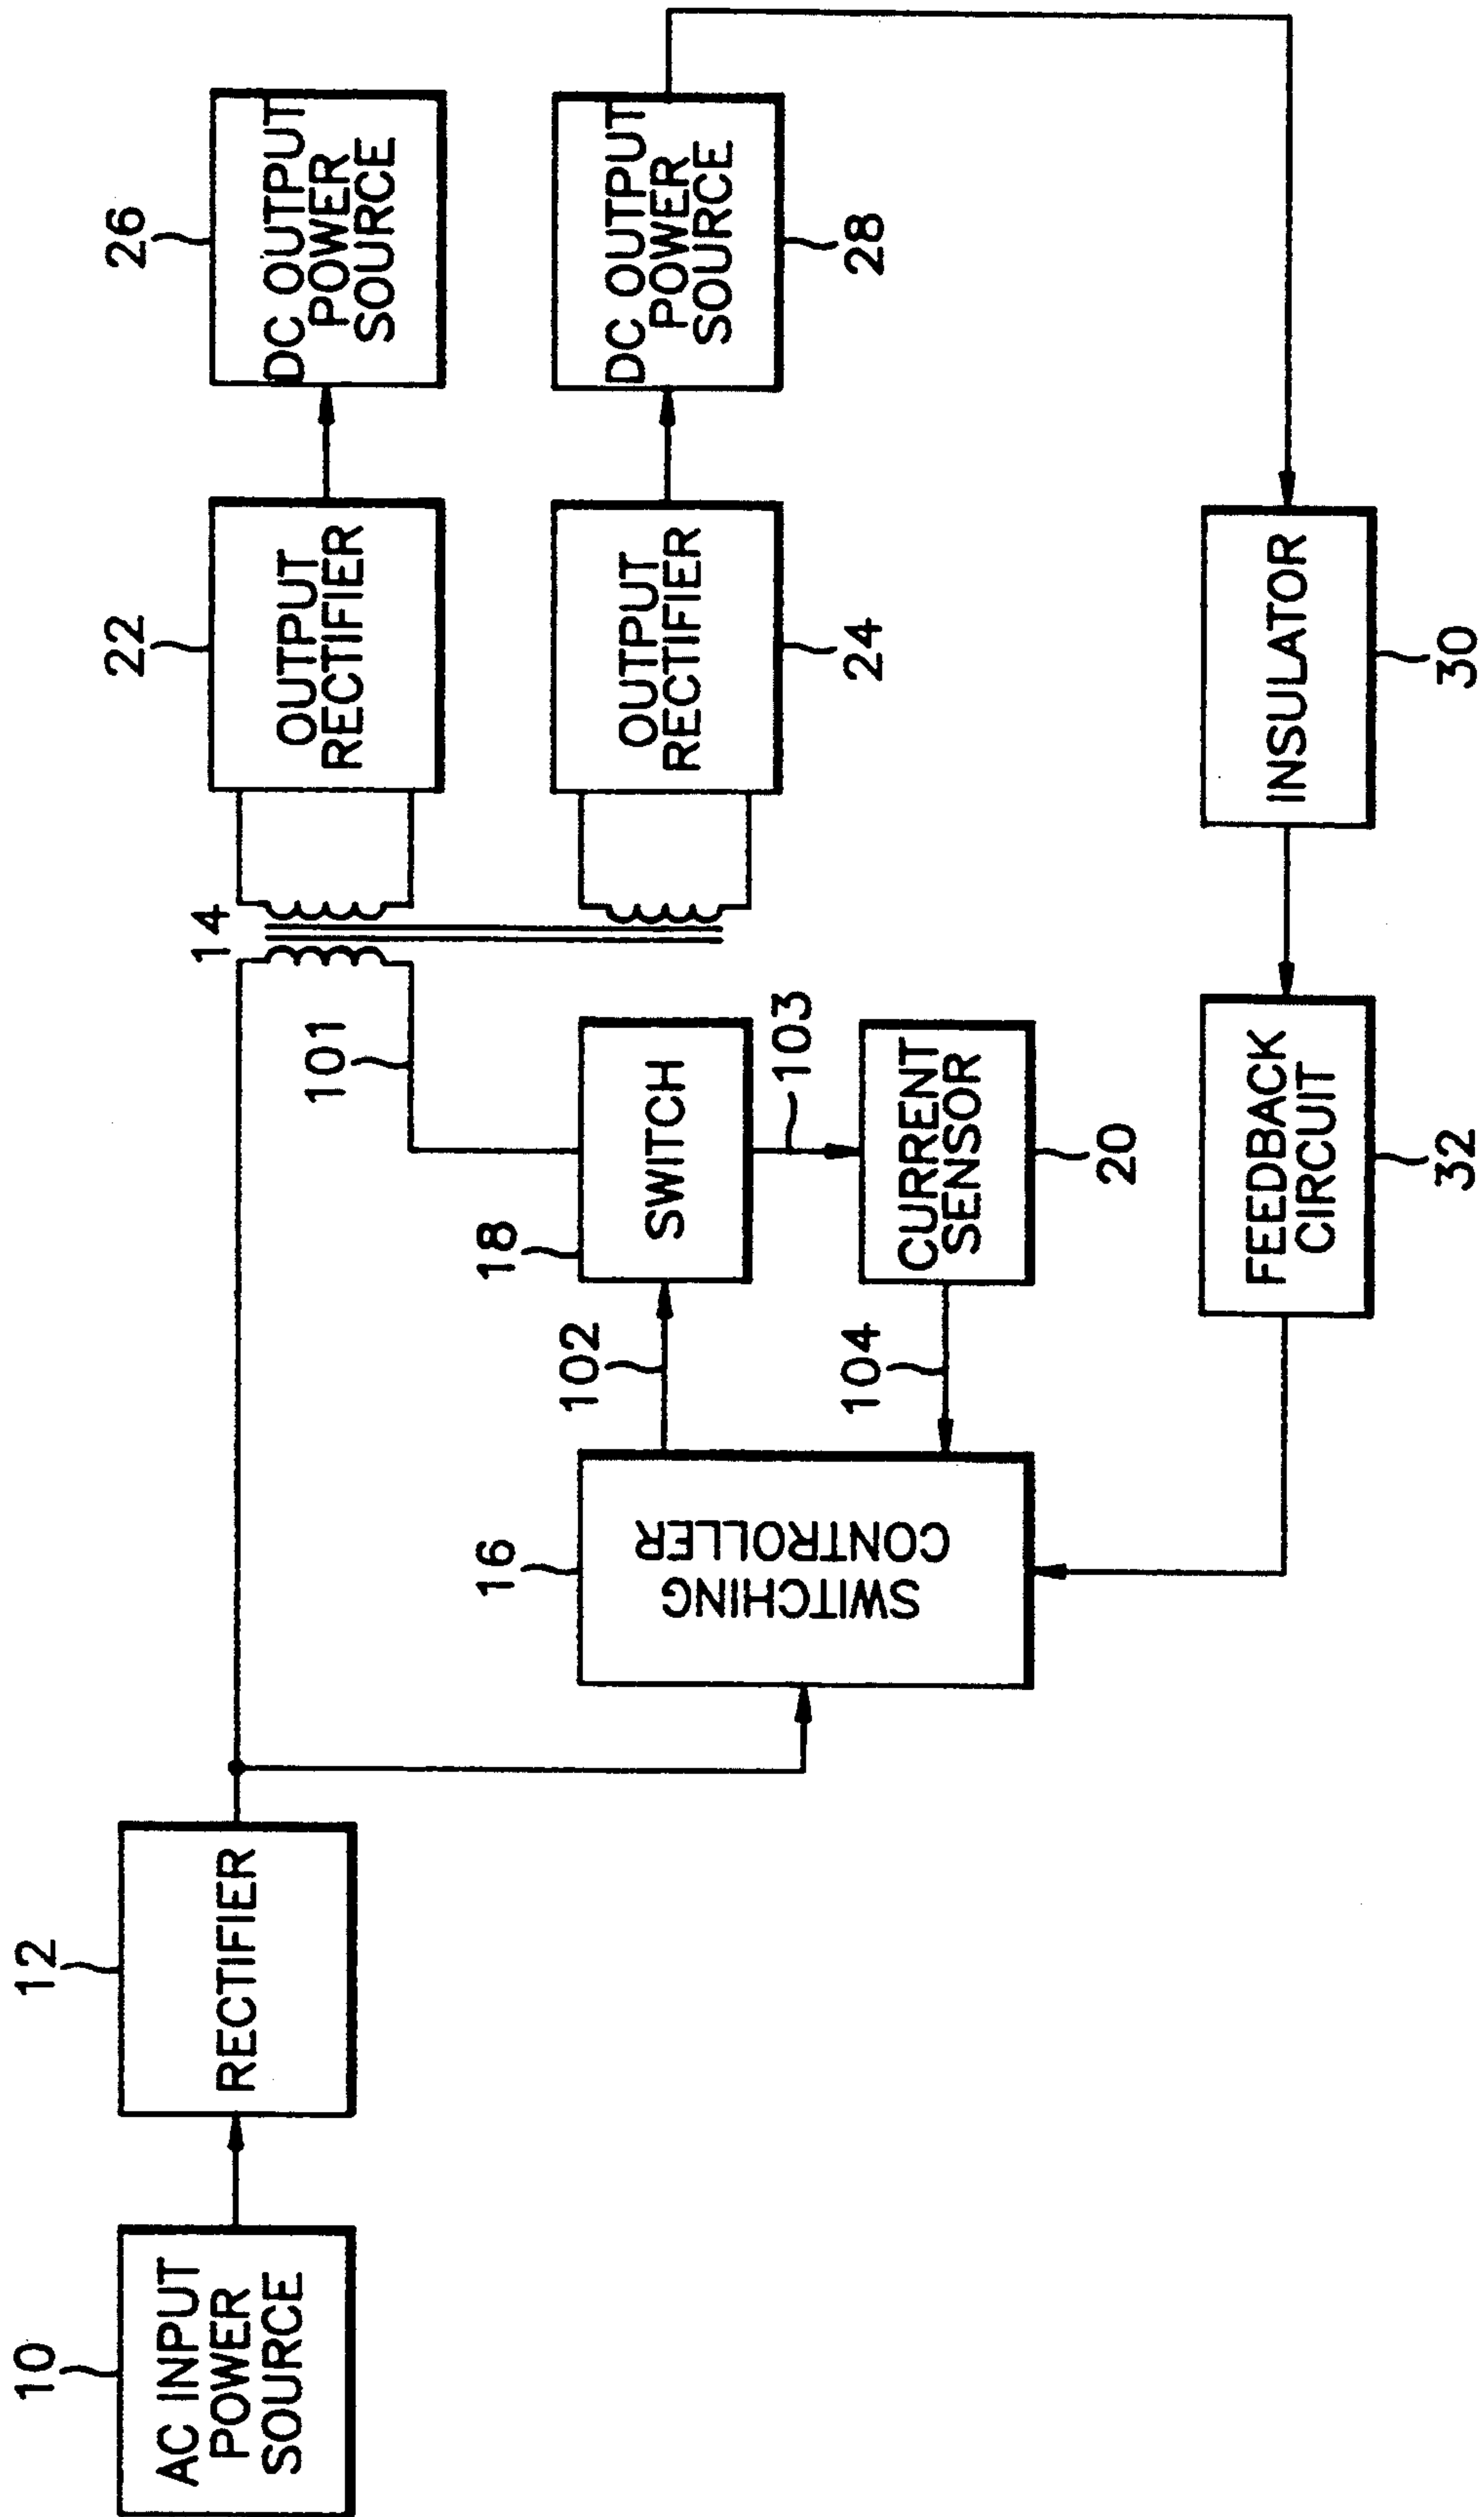 10
AC INPUT
POWER
SOURCE
12
RECTIFIER
16
SWITCHING
CONTROLLER
102
104
18
SWITCH
103
CURRENT
SENSOR
20
101
14
22
OUTPUT
RECTIFIER
OUTPUT
RECTIFIER
24
26
DC OUTPUT
POWER
SOURCE
DC OUTPUT
POWER
SOURCE
28
FEEDBACK
CIRCUIT
32
INSULATOR
30